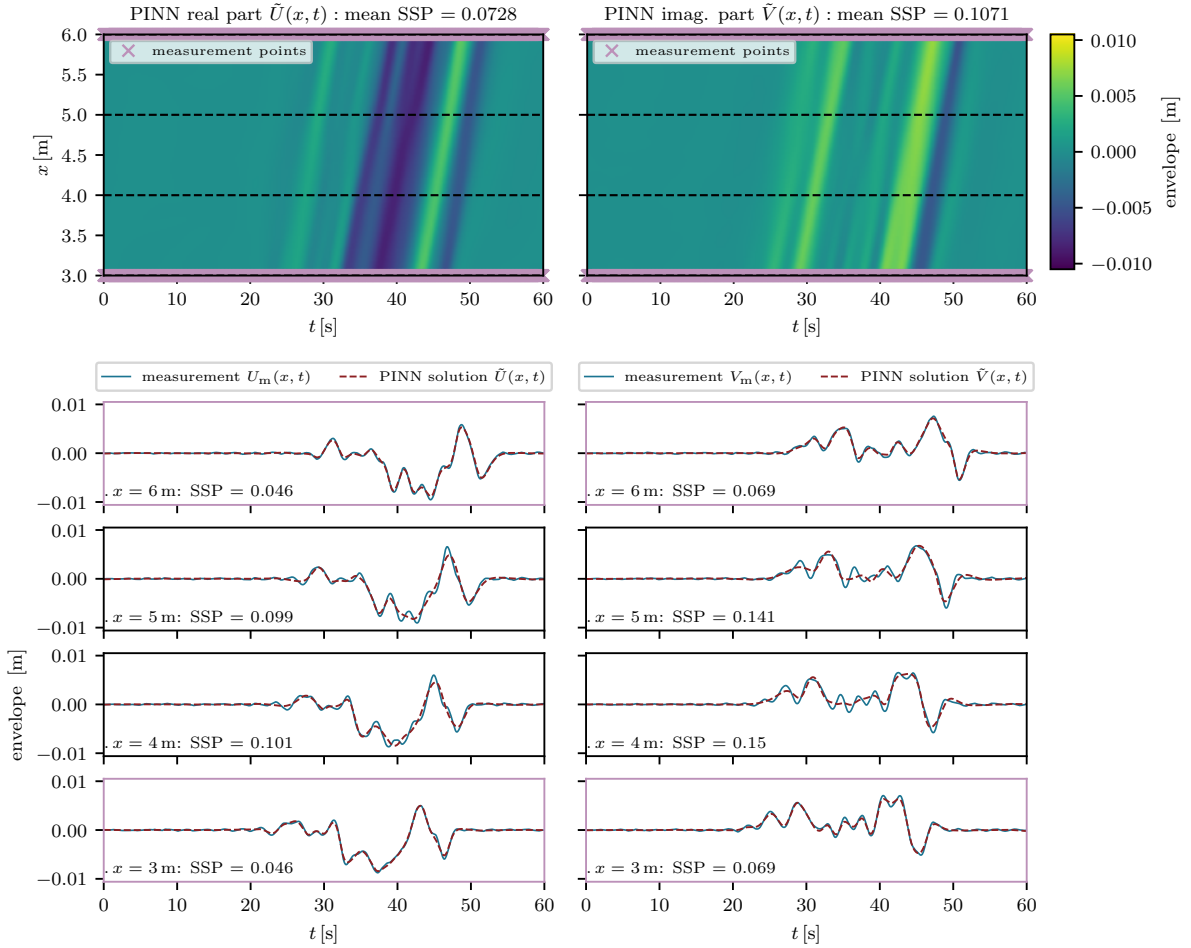 PINN real part Ũ(x, t) : mean SSP = 0.0728
PINN imag. part Ṽ(x, t) : mean SSP = 0.1071
measurement points
measurement points
6.0
5.5
5.0
4.5
4.0
3.5
3.0
x [m]
0 10 20 30 40 50 60
t [s]
0 10 20 30 40 50 60
t [s]
0.010
0.005
0.000
−0.005
−0.010
envelope [m]
measurement Uₘ(x, t) PINN solution Ũ(x, t)
measurement Vₘ(x, t) PINN solution Ṽ(x, t)
0.01
0.00
−0.01
. x = 6 m: SSP = 0.046
. x = 6 m: SSP = 0.069
0.01
0.00
−0.01
. x = 5 m: SSP = 0.099
. x = 5 m: SSP = 0.141
envelope [m]
0.01
0.00
−0.01
. x = 4 m: SSP = 0.101
. x = 4 m: SSP = 0.15
0.01
0.00
−0.01
. x = 3 m: SSP = 0.046
. x = 3 m: SSP = 0.069
0 10 20 30 40 50 60
t [s]
0 10 20 30 40 50 60
t [s]